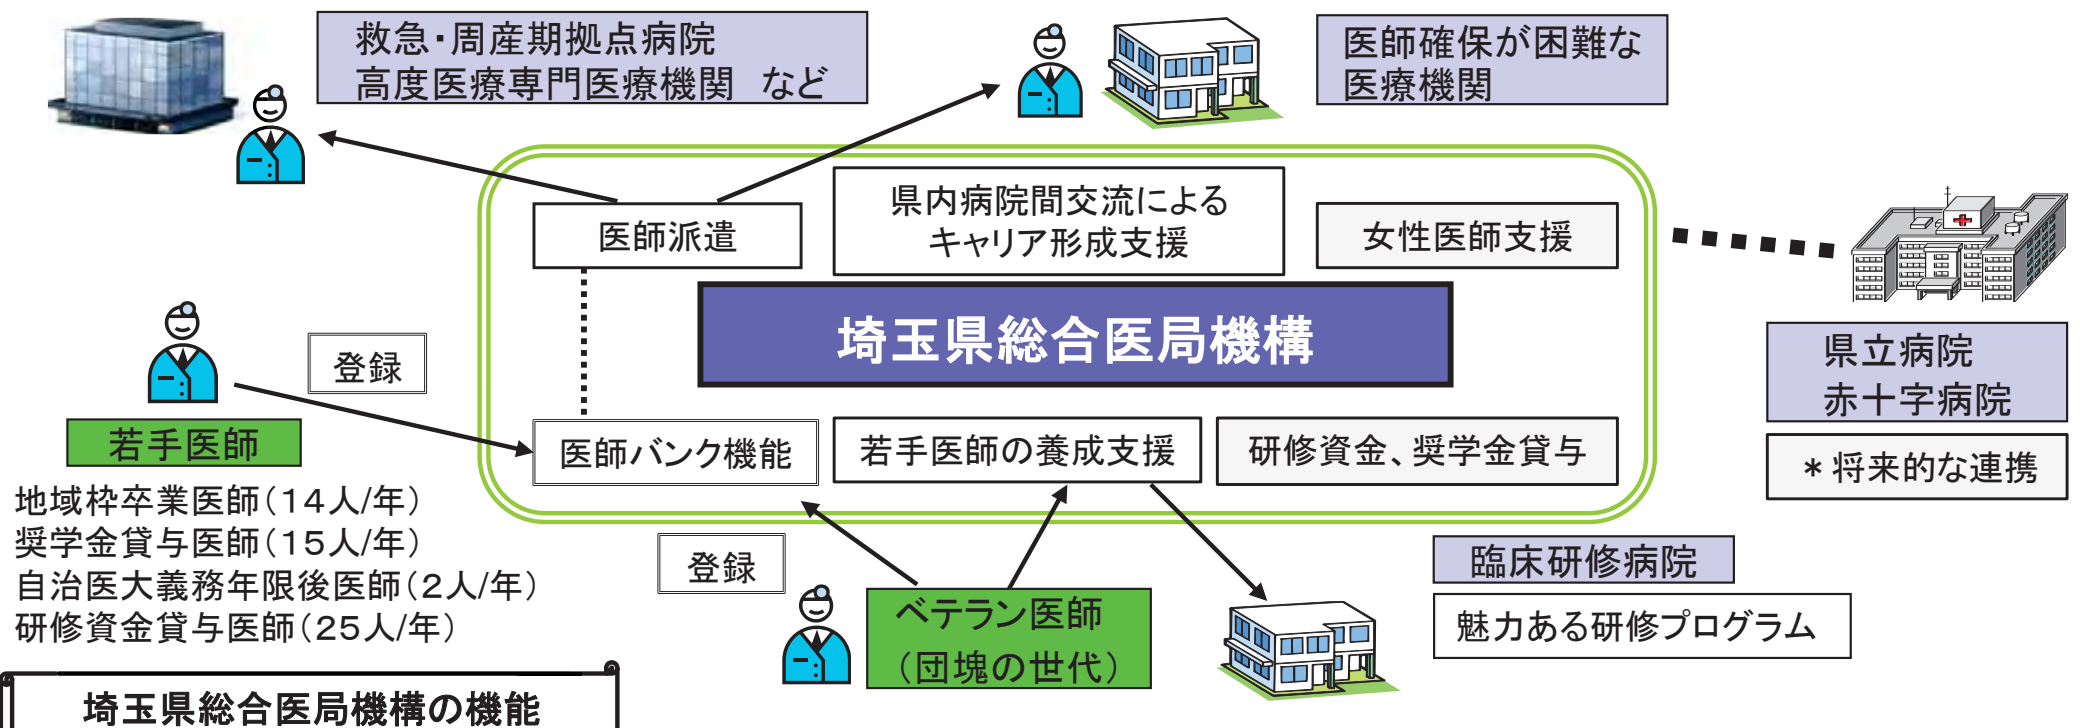 救急・周産期拠点病院
高度医療専門医療機関　など
医師確保が困難な
医療機関
医師派遣
県内病院間交流による
キャリア形成支援
女性医師支援
埼玉県総合医局機構
登録
県立病院
赤十字病院
＊将来的な連携
若手医師
医師バンク機能
若手医師の養成支援
研修資金、奨学金貸与
地域枠卒業医師（14人/年）
奨学金貸与医師（15人/年）
自治医大義務年限後医師（2人/年）
研修資金貸与医師（25人/年）
登録
ベテラン医師
（団塊の世代）
臨床研修病院
魅力ある研修プログラム
埼玉県総合医局機構の機能